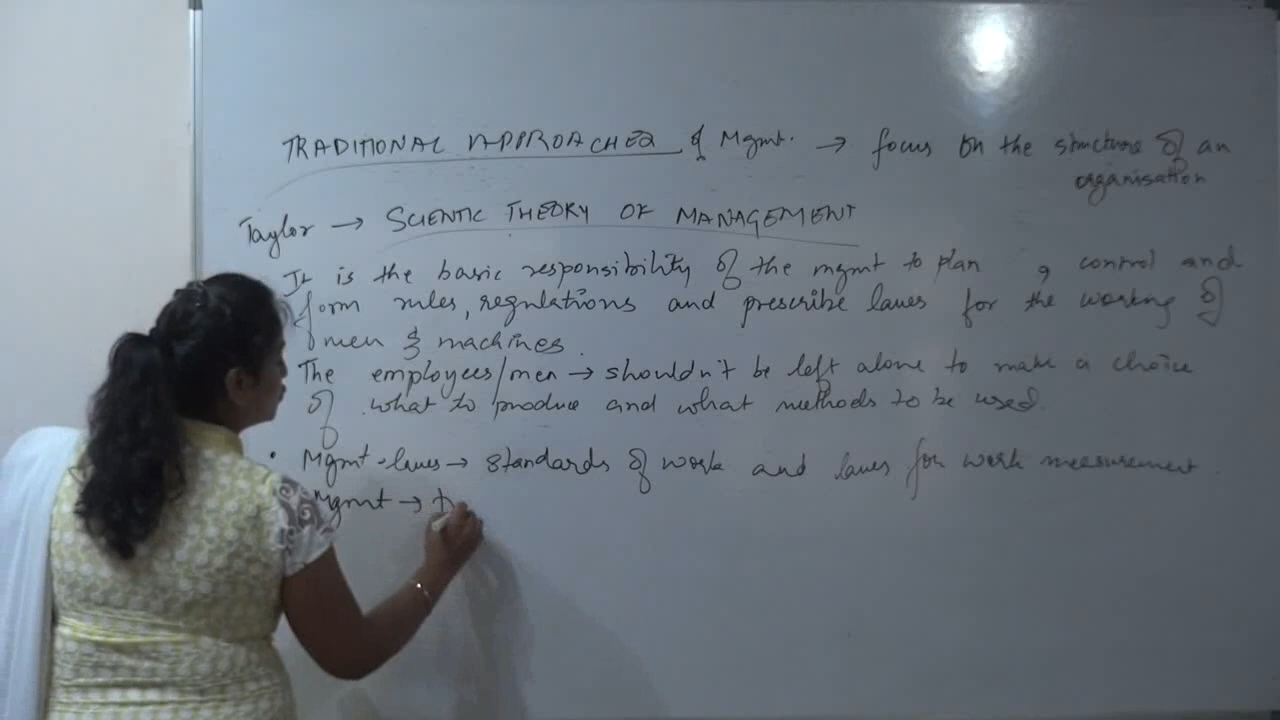 TRADITIONAL APPROACHES of Mgmt. → focus on the structure of an
organisation
Taylor → SCIENTIC THEORY OF MANAGEMENT
It is the basic responsibility of the mgmt to plan , control and
form rules, regulations and prescribe laws for the working of
men & machines.
The employees/men → shouldn't be left alone to make a choice
of what to produce and what methods to be used.
• Mgmt - laws → standards of work and laws for work measurement.
Mgmt →